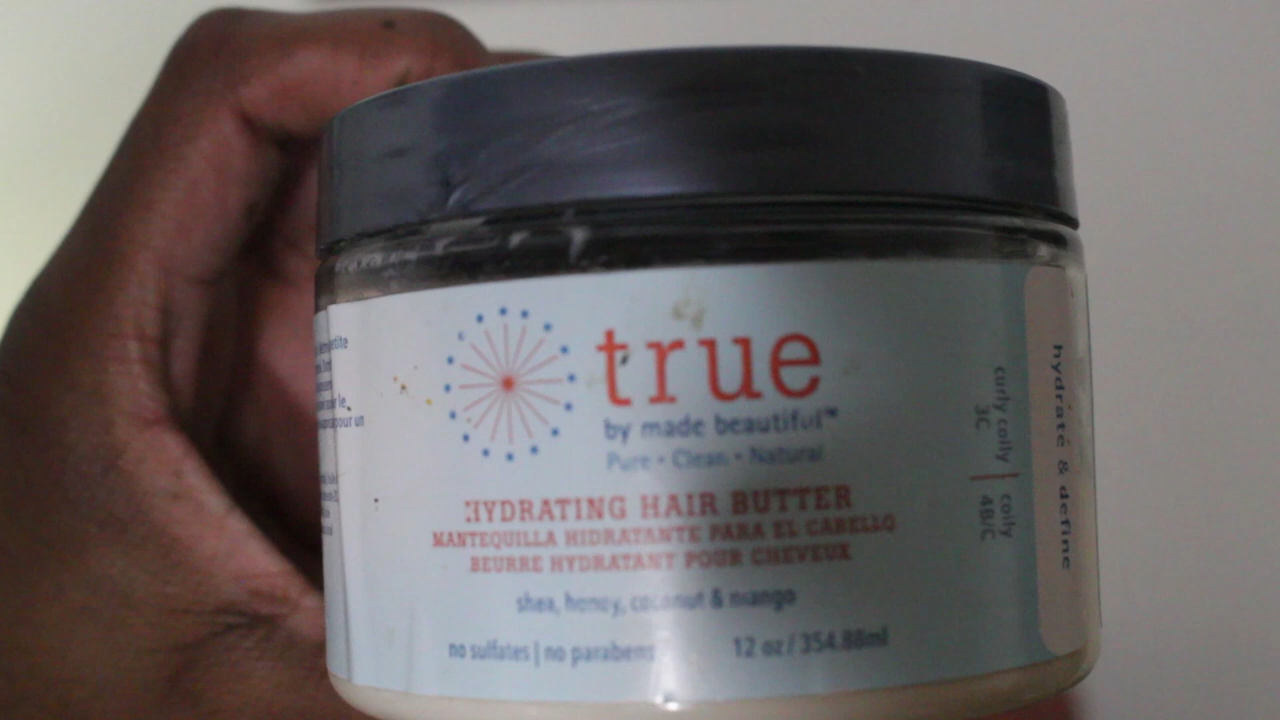 true
by made beautiful™
Pure • Clean • Natural
HYDRATING HAIR BUTTER
MANTEQUILLA HIDRATANTE PARA EL CABELLO
BEURRE HYDRATANT POUR CHEVEUX
shea, honey, coconut & mango
no sulfates | no parabens
12 oz / 354.88ml
curly coily | coily
3C 4B/C
hydrate & define